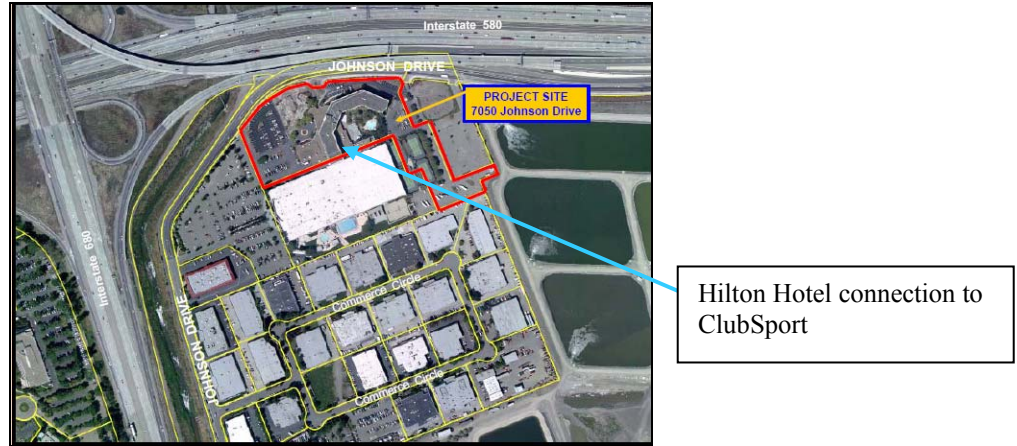 Interstate 580
JOHNSON DRIVE
PROJECT SITE
7050 Johnson Drive
Interstate 680
Hilton Hotel connection to
ClubSport
Commerce Circle
JOHNSON DRIVE
Commerce Circle